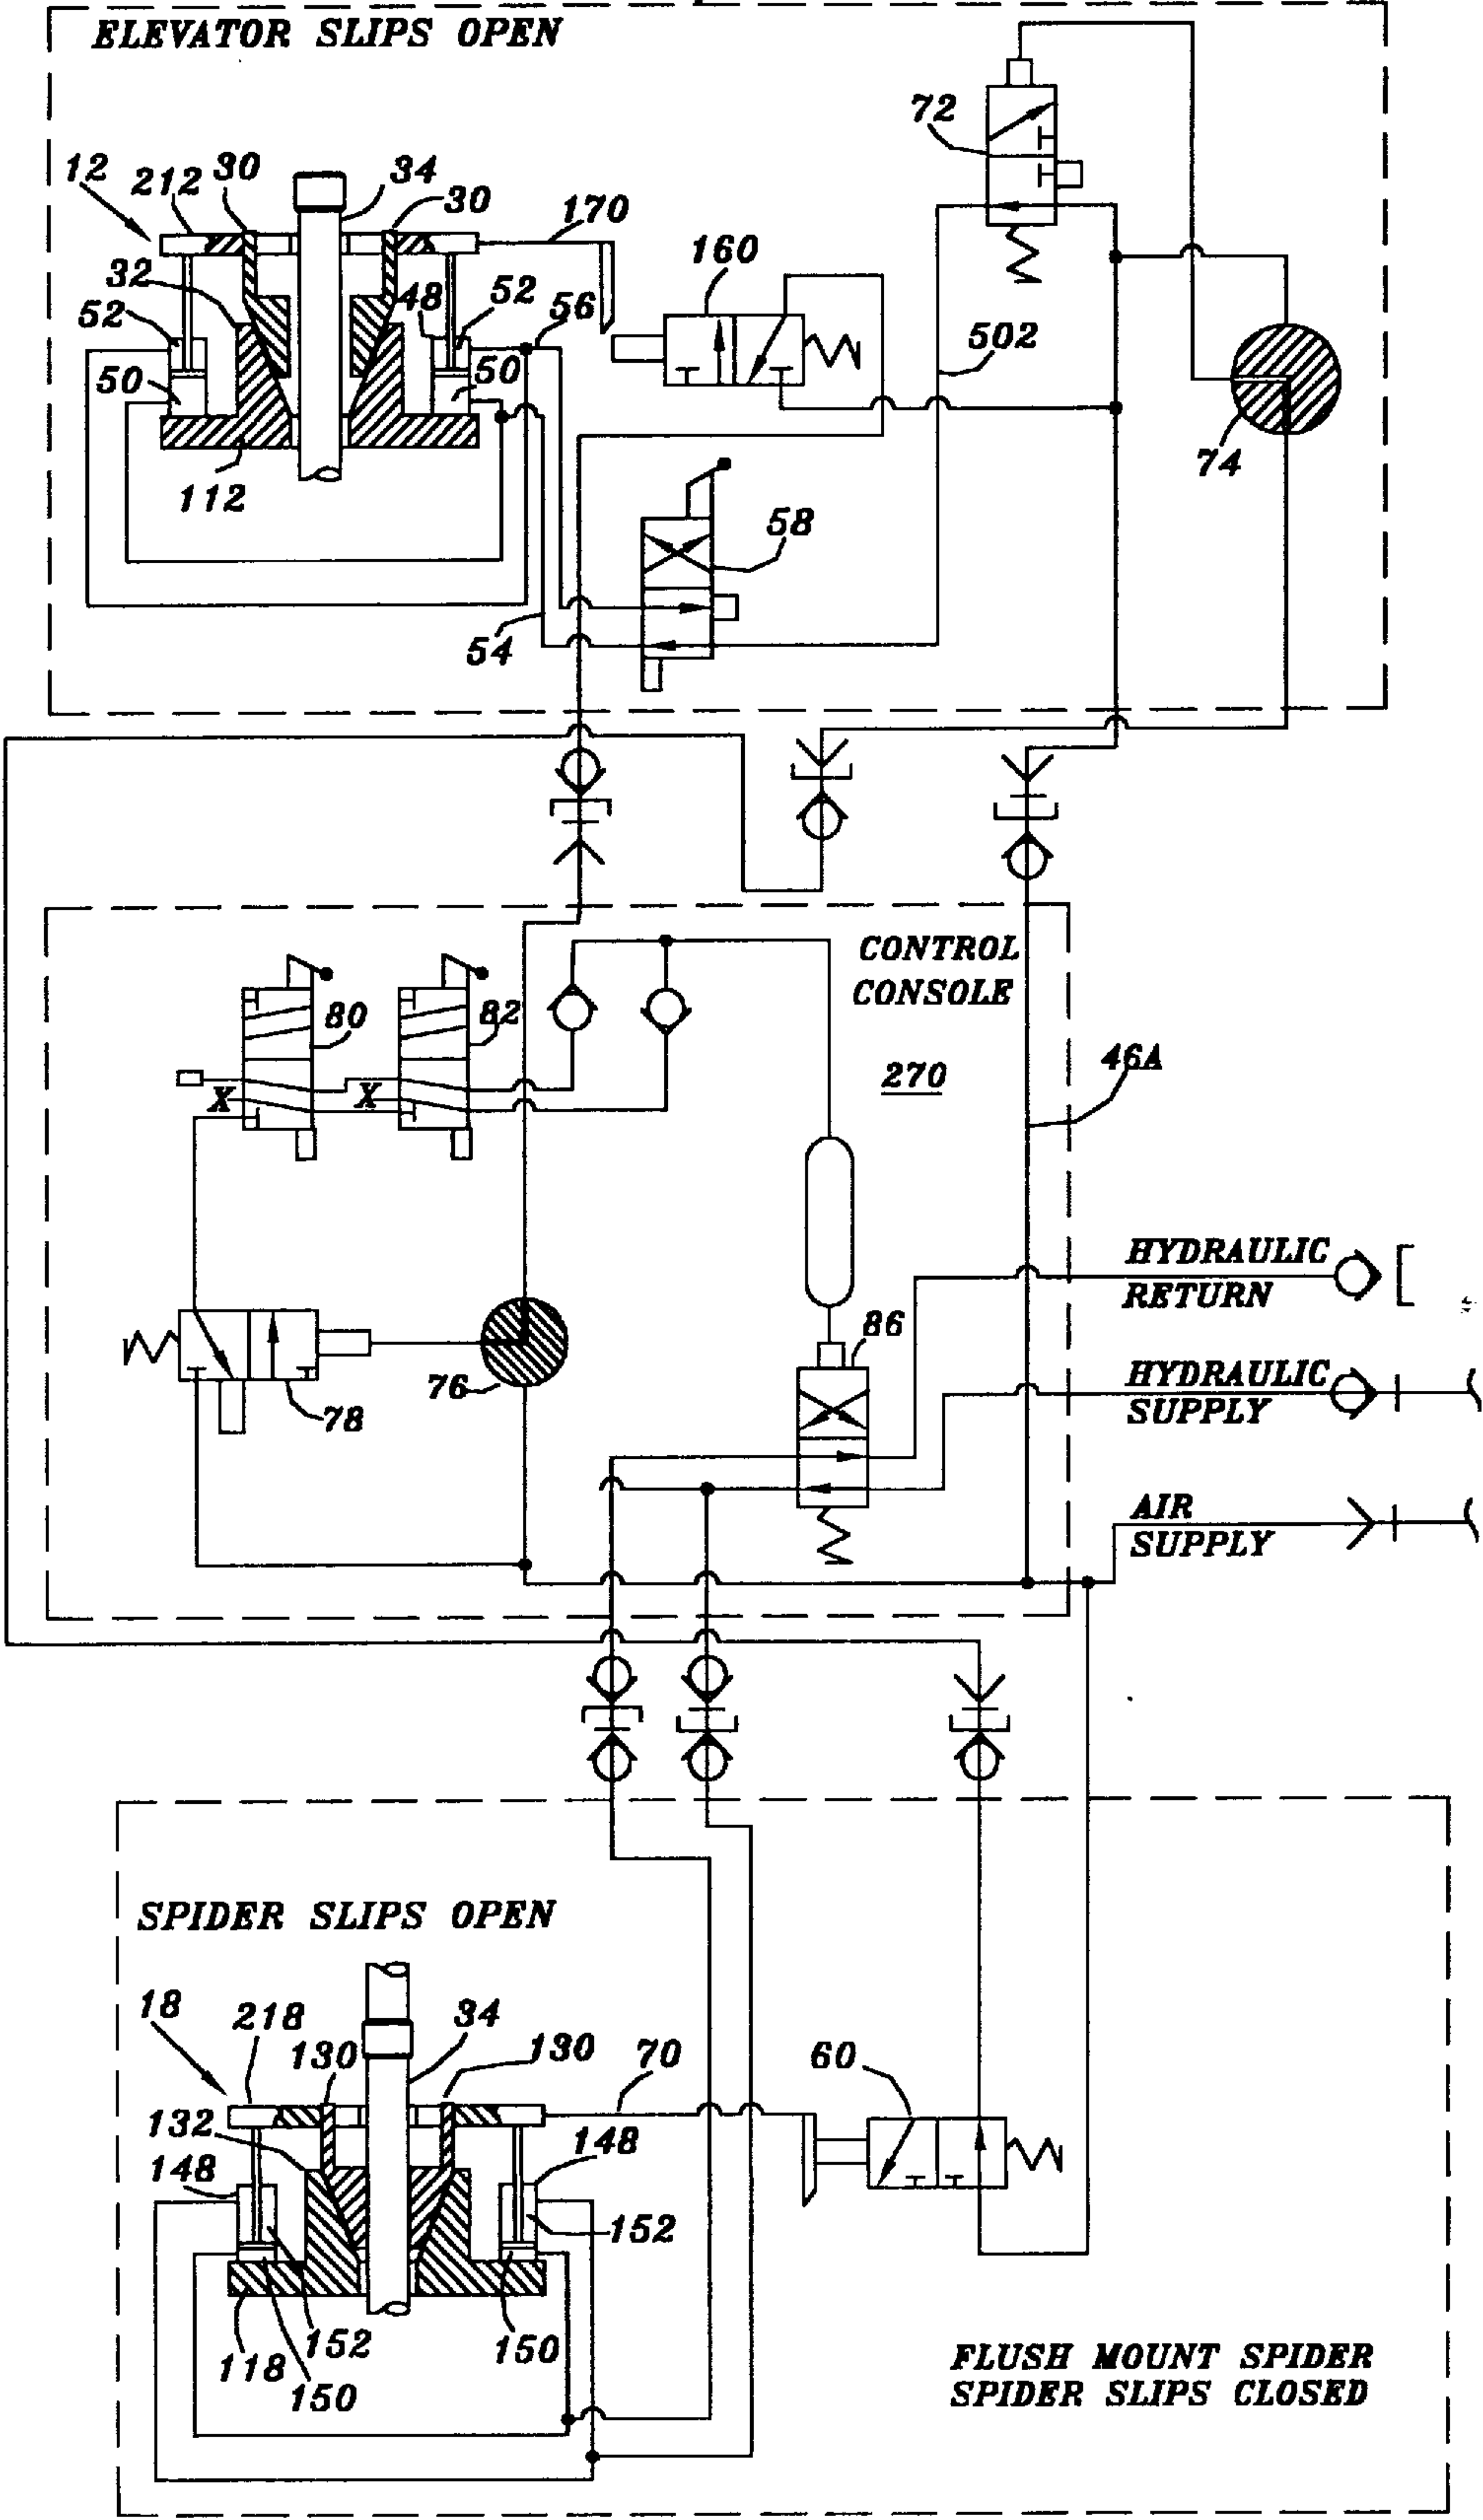 ELEVATOR SLIPS OPEN
72
12
212
30
34
30
170
160
32
48
52
56
52
502
50
50
74
112
58
54
CONTROL
CONSOLE
80
82
270
46A
X
X
HYDRAULIC
RETURN
86
HYDRAULIC
SUPPLY
76
78
AIR
SUPPLY
SPIDER SLIPS OPEN
18
218
34
130
130
70
60
132
148
148
152
152
150
118
150
FLUSH MOUNT SPIDER
SPIDER SLIPS CLOSED